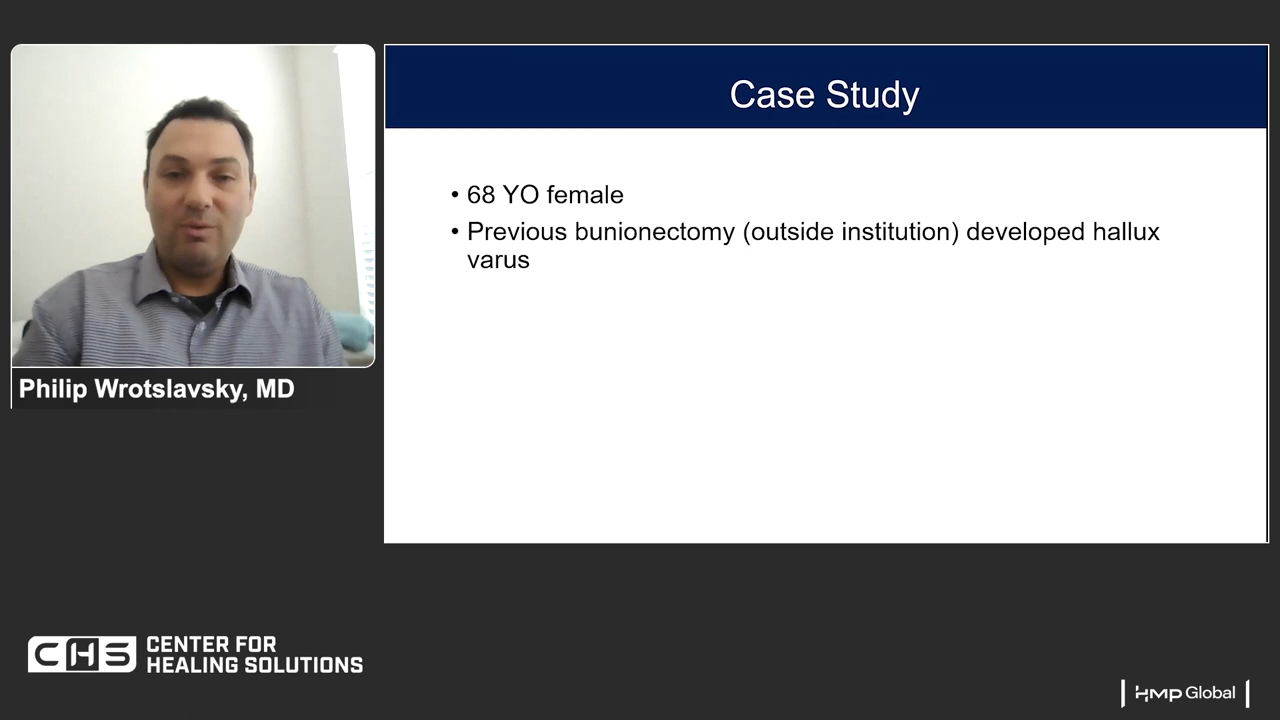 Case Study
• 68 YO female
• Previous bunionectomy (outside institution) developed hallux
varus
Philip Wrotslavsky, MD
CHS CENTER FOR
HEALING SOLUTIONS
HMP Global